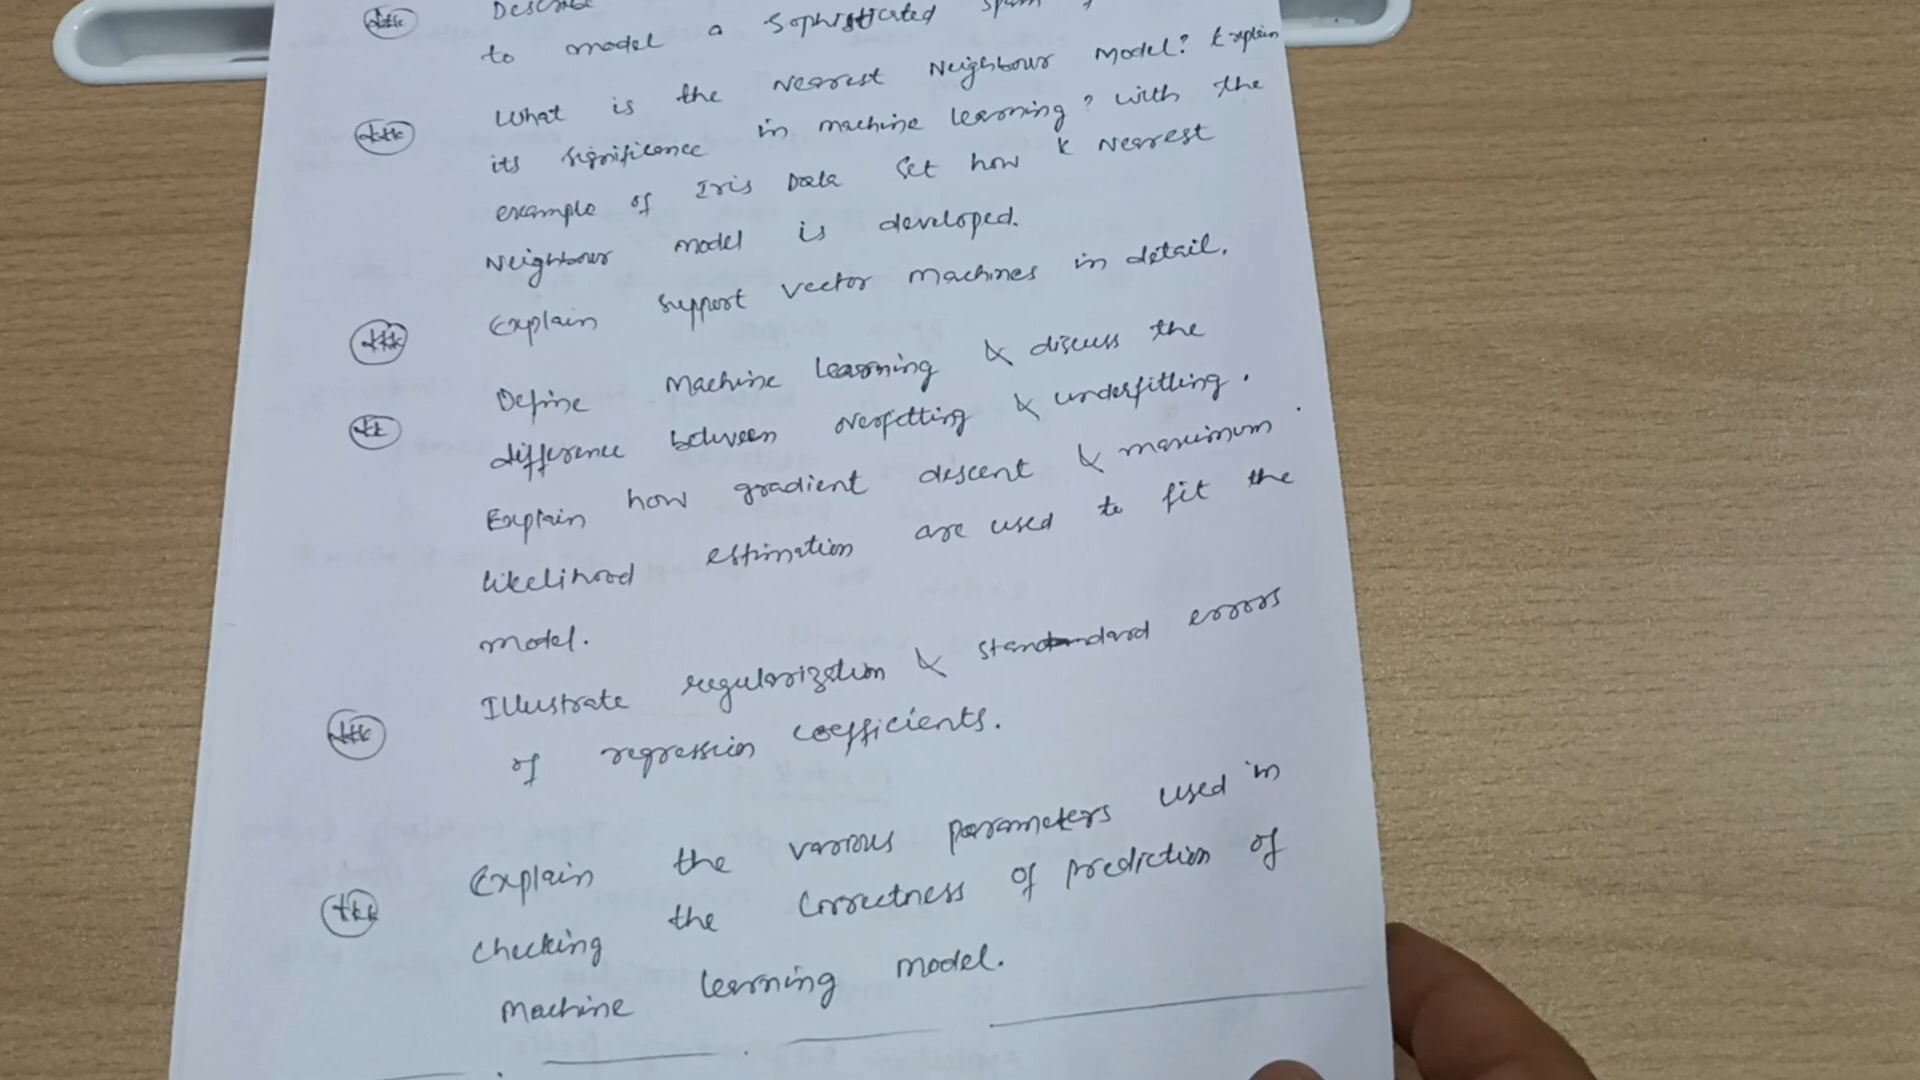 to model a sophisticated
What is the Nearest Neighbour Model? Explain
its significance in machine learning? with the
example of Iris Data Set how K Nearest
Neighbour model is developed.
Explain support vector machines in detail.
Define Machine learning & discuss the
difference between overfitting & underfitting.
Explain how gradient descent & maximum
likelihood estimation are used to fit the
model.
Illustrate regularization & standard errors
of regression coefficients.
Explain the various parameters used in
checking the correctness of prediction of
Machine learning model.